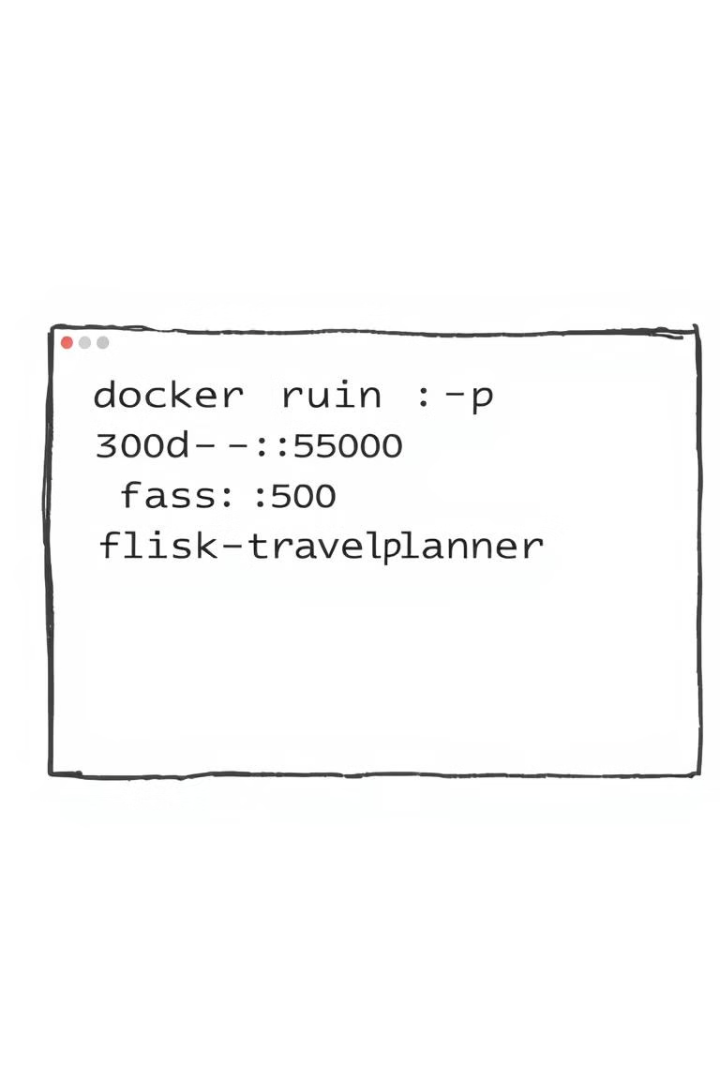 docker ruin :-p
300d--::55000
fass: :500
flisk-travelplanner